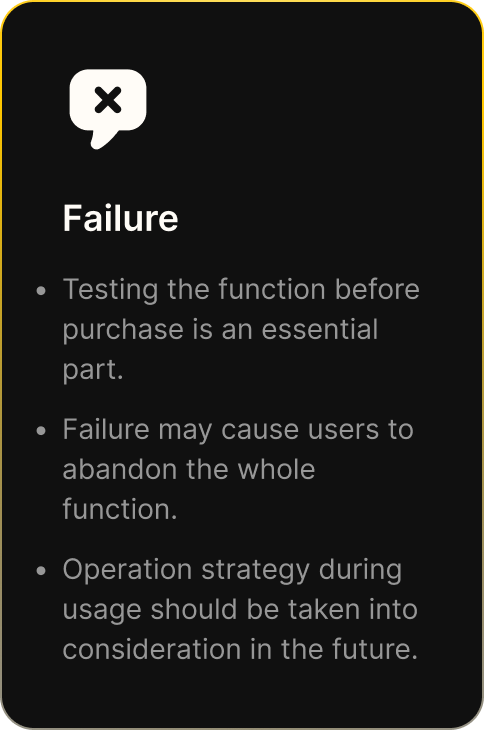 Failure
• Testing the function before
purchase is an essential
part.
• Failure may cause users to
abandon the whole
function.
• Operation strategy during
usage should be taken into
consideration in the future.